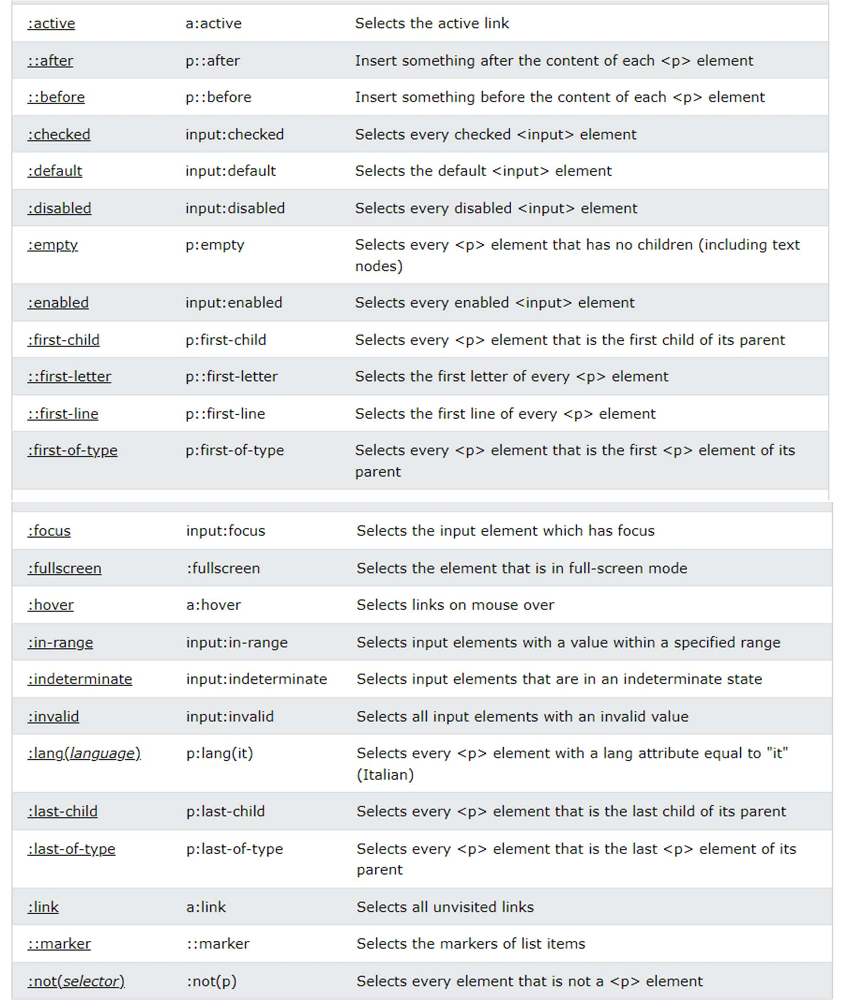 :active a:active Selects the active link
::after p::after Insert something after the content of each <p> element
::before p::before Insert something before the content of each <p> element
:checked input:checked Selects every checked <input> element
:default input:default Selects the default <input> element
:disabled input:disabled Selects every disabled <input> element
:empty p:empty Selects every <p> element that has no children (including text
nodes)
:enabled input:enabled Selects every enabled <input> element
:first-child p:first-child Selects every <p> element that is the first child of its parent
::first-letter p::first-letter Selects the first letter of every <p> element
::first-line p::first-line Selects the first line of every <p> element
:first-of-type p:first-of-type Selects every <p> element that is the first <p> element of its
parent
:focus input:focus Selects the input element which has focus
:fullscreen :fullscreen Selects the element that is in full-screen mode
:hover a:hover Selects links on mouse over
:in-range input:in-range Selects input elements with a value within a specified range
:indeterminate input:indeterminate Selects input elements that are in an indeterminate state
:invalid input:invalid Selects all input elements with an invalid value
:lang(language) p:lang(it) Selects every <p> element with a lang attribute equal to "it"
(Italian)
:last-child p:last-child Selects every <p> element that is the last child of its parent
:last-of-type p:last-of-type Selects every <p> element that is the last <p> element of its
parent
:link a:link Selects all unvisited links
::marker ::marker Selects the markers of list items
:not(selector) :not(p) Selects every element that is not a <p> element